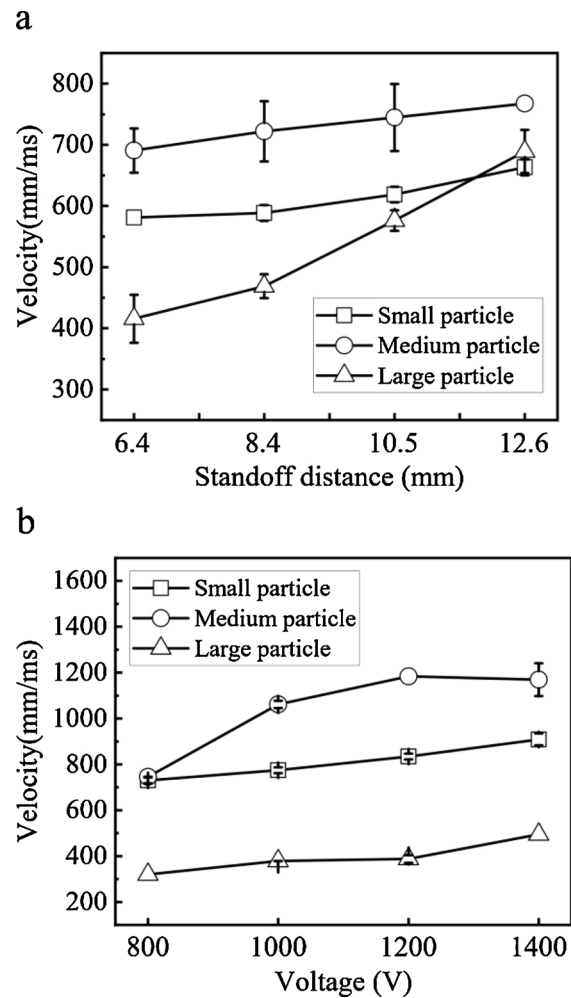 a
800
700
600
500
400
300
Velocity(mm/ms)
Small particle
Medium particle
Large particle
6.4 8.4 10.5 12.6
Standoff distance (mm)
b
1600
1400
1200
1000
800
600
400
200
Velocity(mm/ms)
Small particle
Medium particle
Large particle
800 1000 1200 1400
Voltage (V)